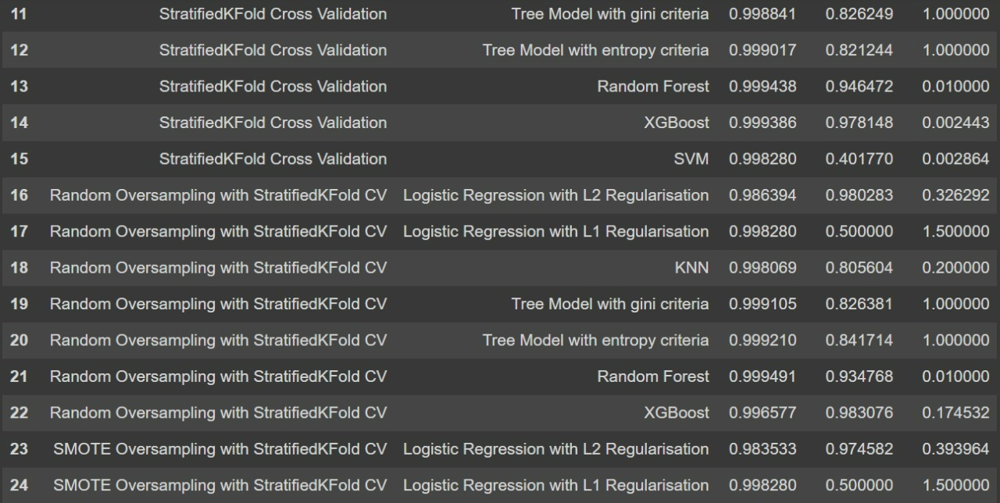 11 StratifiedKFold Cross Validation Tree Model with gini criteria 0.998841 0.826249 1.000000
12 StratifiedKFold Cross Validation Tree Model with entropy criteria 0.999017 0.821244 1.000000
13 StratifiedKFold Cross Validation Random Forest 0.999438 0.946472 0.010000
14 StratifiedKFold Cross Validation XGBoost 0.999386 0.978148 0.002443
15 StratifiedKFold Cross Validation SVM 0.998280 0.401770 0.002864
16 Random Oversampling with StratifiedKFold CV Logistic Regression with L2 Regularisation 0.986394 0.980283 0.326292
17 Random Oversampling with StratifiedKFold CV Logistic Regression with L1 Regularisation 0.998280 0.500000 1.500000
18 Random Oversampling with StratifiedKFold CV KNN 0.998069 0.805604 0.200000
19 Random Oversampling with StratifiedKFold CV Tree Model with gini criteria 0.999105 0.826381 1.000000
20 Random Oversampling with StratifiedKFold CV Tree Model with entropy criteria 0.999210 0.841714 1.000000
21 Random Oversampling with StratifiedKFold CV Random Forest 0.999491 0.934768 0.010000
22 Random Oversampling with StratifiedKFold CV XGBoost 0.996577 0.983076 0.174532
23 SMOTE Oversampling with StratifiedKFold CV Logistic Regression with L2 Regularisation 0.983533 0.974582 0.393964
24 SMOTE Oversampling with StratifiedKFold CV Logistic Regression with L1 Regularisation 0.998280 0.500000 1.500000